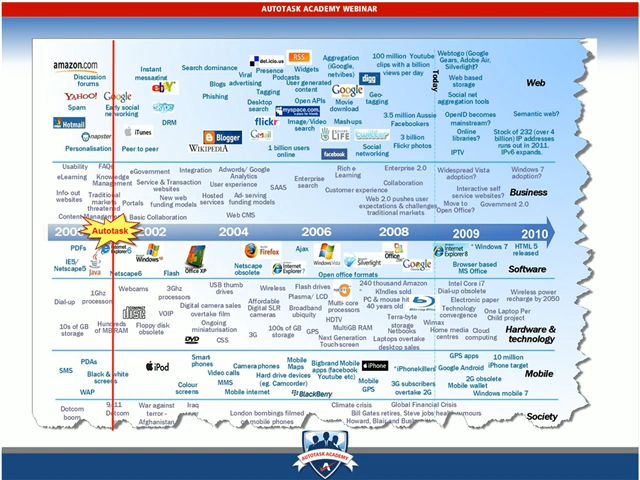 AUTOTASK ACADEMY WEBINAR
amazon.com
Discussion forums
YAHOO!
Google
Spam
Early social networking
Hotmail
napster
Personalisation
Instant messaging
ebY
skype
DRM
iTunes
Peer to peer
Search dominance
Viral advertising
Blogs
Phishing
Blogger
WIKIPEDIA
del.icio.us
RSS
Presence
Widgets
Podcasts
Tagging
User generated content
Desktop search
Open APIs
myspace.com
flickr
Gmail
Image/Video search
1 billion users online
Aggregation (Google, netvibes)
Google
Movie download
Mashups
LIFE
facebook
Social networking
digg
Geo-tagging
100 million Youtube clips with a billion views per day
3.5 million Aussie Facebookers
3 billion Flickr photos
Today
Webtogo (Google Gears, Adobe Air, Silverlight)
Web based storage
Social net aggregation tools
OpenID becomes mainstream?
Online libraries?
IPTV
Web
Semantic web?
Stock of 232 (over 4 billion) IP addresses runs out in 2011. IPv6 expands.
Usability
FAQs
eLearning
Knowledge Management
Info-out websites
Traditional markets threatened
Portals
Content Management
Basic Collaboration
eGovernment
Service & Transaction websites
New web funding models
Integration
User experience
Hosted services
Adwords/ Google Analytics
Ad- serving funding models
Web CMS
SAAS
Enterprise search
Rich e Learning
Customer experience
Enterprise 2.0
Collaboration
Web 2.0 pushes user expectations & challenges traditional markets
Widespread Vista adoption?
Interactive self service websites?
Move to Open Office?
Government 2.0
Windows 7 adoption?
Business
Autotask
2002
2004
2006
2008
2009
2010
PDFs
IE5/ Netscape5
Java
Netscape6
Windows
Flash
Office XP
Netscape obsolete
Firefox
Internet Explorer 7
Ajax
Windows Vista
Open office formats
Silverlight
Office
Google
Internet Explorer 8
Windows 7
Browser based MS Office
HTML 5 released
Software
Dial-up
1Ghz processor
10s of GB storage
Hundreds of MB RAM
Webcams
VOIP
Floppy disk obsolete
3Ghz processors
DVD
USB thumb drives
Digital camera sales overtake film
Ongoing miniaturisation
CSS
3G
Wireless
Affordable Digital SLR cameras
100s of GB storage
Flash drives
Plasma/ LCD
Broadband ubiquity
GPS
Multi-core processors
HDTV
MultiGB RAM
Next Generation Touch-screen
240 thousand Amazon Kindles sold
PC & mouse hit 40 years old
Terra-byte storage
Netbooks
Laptops overtake desktop sales
Intel Core i7
Dial-up obsolete
Electronic paper
Technology convergence
Wimax
Home media centres
Cloud computing
Wireless power recharge by 2050
One Laptop Per Child project
Hardware & technology
SMS
PDAs
Black & white screens
WAP
iPod
Colour screens
Smart phones
Video calls
MMS
Mobile internet
Camera phones
Hard drive devices (eg. Camcorder)
Mobile Maps
BlackBerry
Bigbrand Mobile apps (facebook Youtube etc)
iPhone
Mobile GPS
"iPhonekillers"
3G subscribers overtake 2G
GPS apps
Google Android
2G obsolete
Mobile wallet
10 million iPhone target
Windows mobile 7
Mobile
Dotcom boom
War against terror - Afghanistan
Iraq
London bombings filmed on mobile phones
Climate crisis
Global Financial Crisis
Society
AUTOTASK ACADEMY